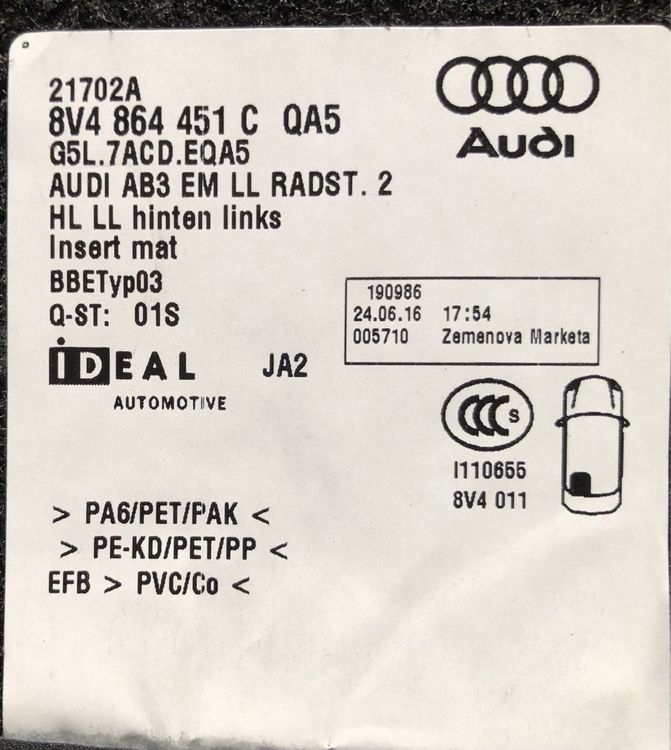 21702A
8V4 864 451 C QA5
G5L.7ACD.EQA5
AUDI AB3 EM LL RADST. 2
HL LL hinten links
Insert mat
BBETyp03
Q-ST: 01S
Audi
190986
24.06.16 17:54
005710 Zemenova Marketa
IDEAL JA2
AUTOMOTIVE
CCC S
I110655
8V4 011
> PA6/PET/PAK <
> PE-KD/PET/PP <
EFB > PVC/Co <